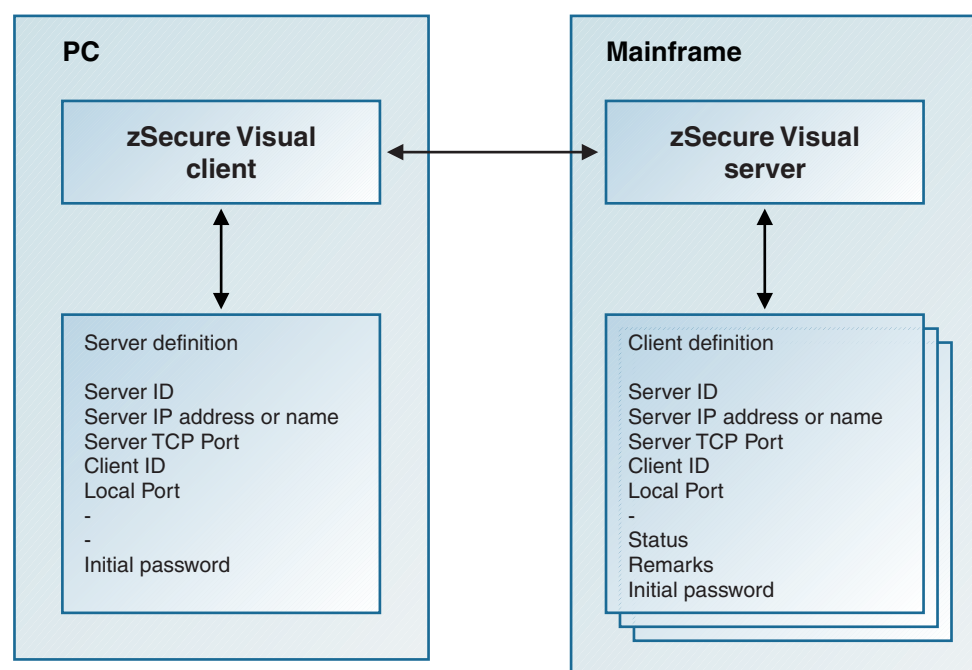 PC
zSecure Visual
client
Server definition
Server ID
Server IP address or name
Server TCP Port
Client ID
Local Port
-
-
Initial password
Mainframe
zSecure Visual
server
Client definition
Server ID
Server IP address or name
Server TCP Port
Client ID
Local Port
-
Status
Remarks
Initial password